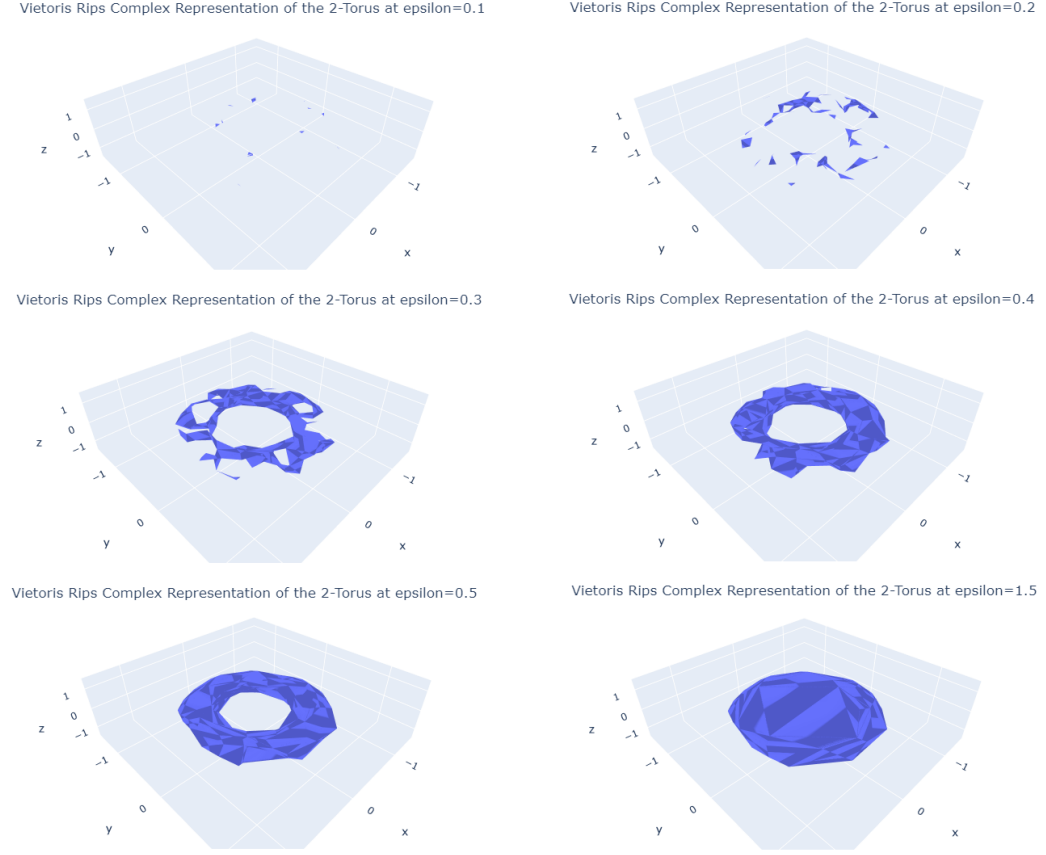 Vietoris Rips Complex Representation of the 2-Torus at epsilon=0.1
1
0
−1
z
−1
0
y
−1
0
x
Vietoris Rips Complex Representation of the 2-Torus at epsilon=0.2
1
0
−1
z
−1
0
y
−1
0
x
Vietoris Rips Complex Representation of the 2-Torus at epsilon=0.3
1
0
−1
z
−1
0
y
−1
0
x
Vietoris Rips Complex Representation of the 2-Torus at epsilon=0.4
1
0
−1
z
−1
0
y
−1
0
x
Vietoris Rips Complex Representation of the 2-Torus at epsilon=0.5
1
0
−1
z
−1
0
y
−1
0
x
Vietoris Rips Complex Representation of the 2-Torus at epsilon=1.5
1
0
−1
z
−1
0
y
−1
0
x